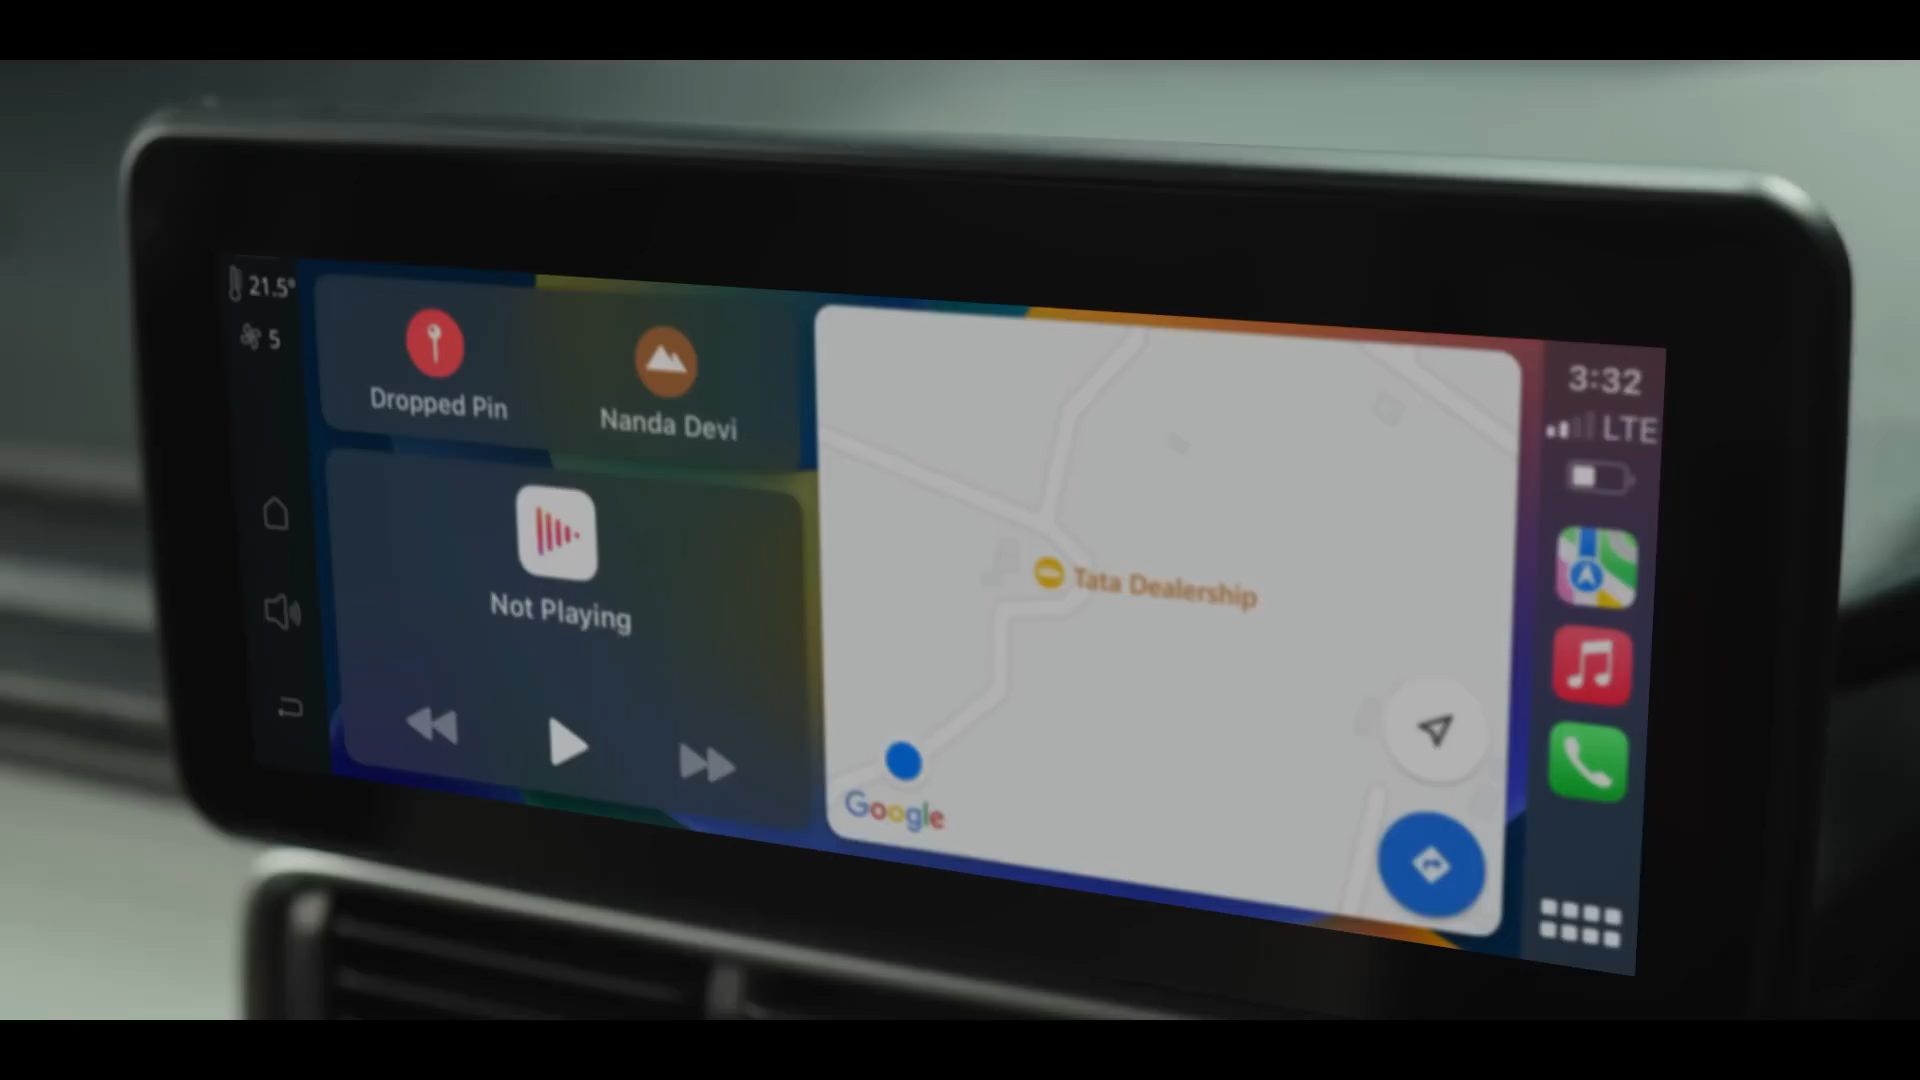 21.5°
5
Dropped Pin
Nanda Devi
Not Playing
Tata Dealership
Google
3:32
LTE